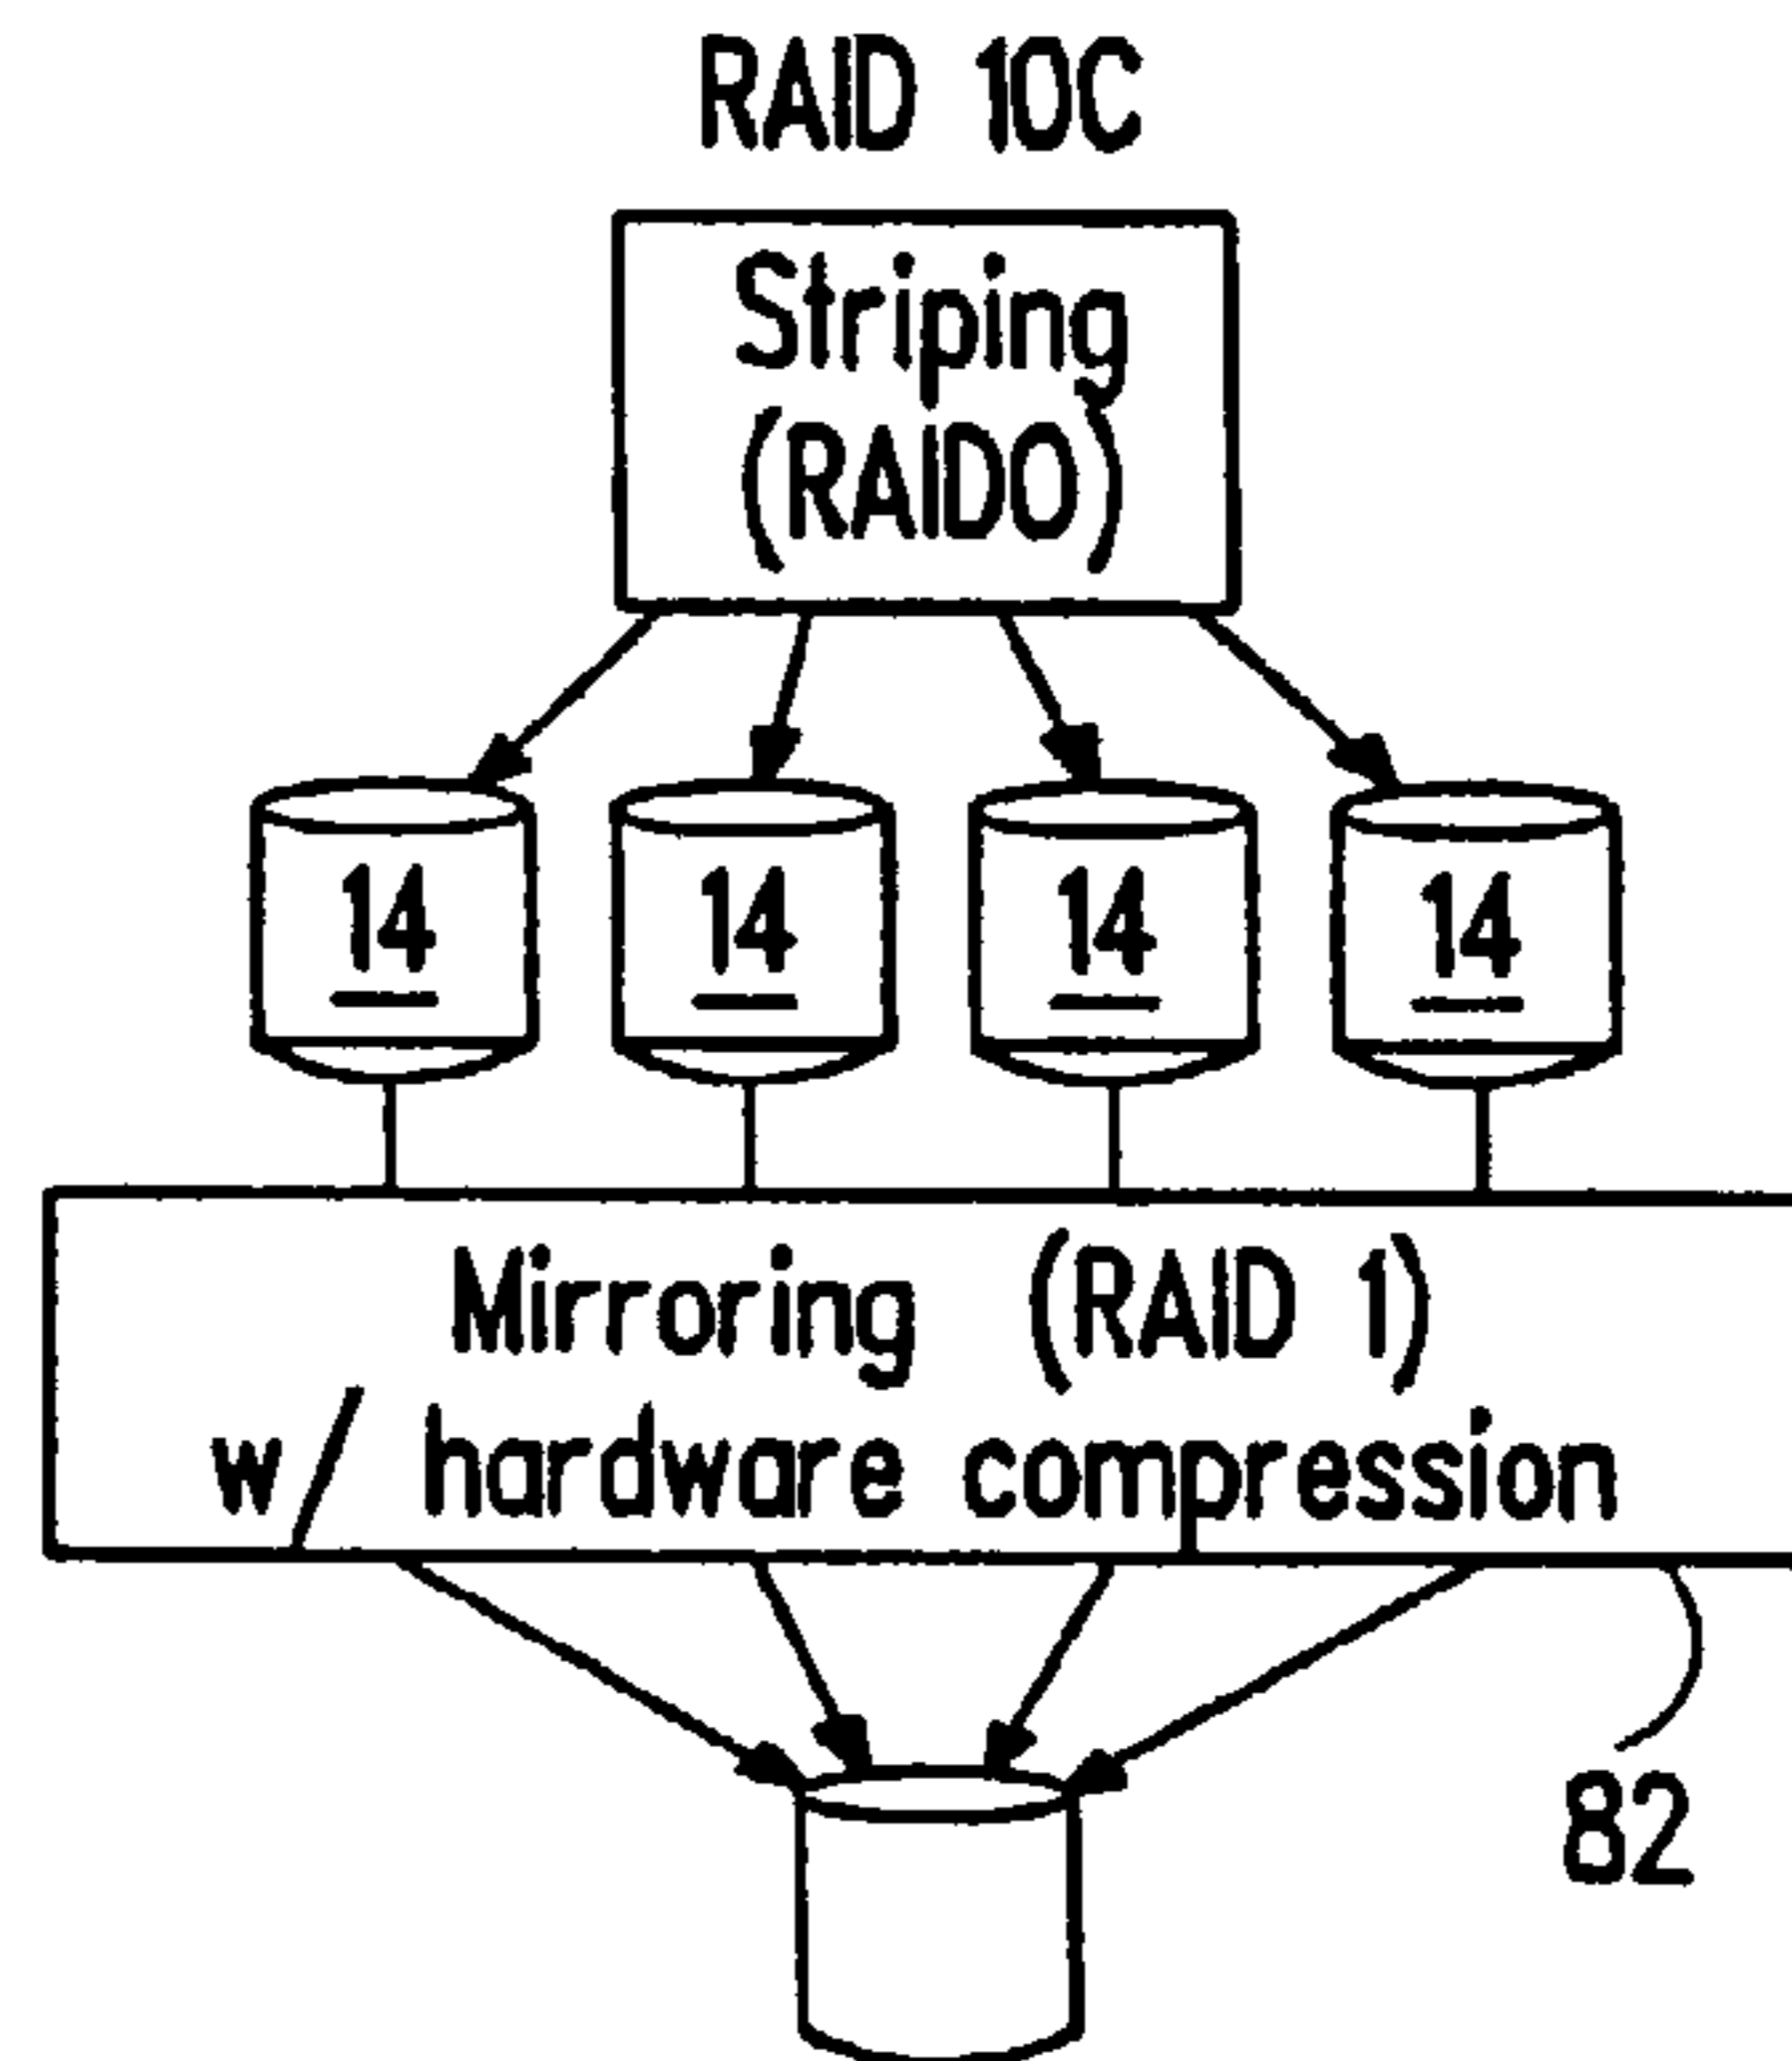 RAID 10C
Striping
(RAID0)
14 14 14 14
Mirroring (RAID 1)
w/ hardware compression
82